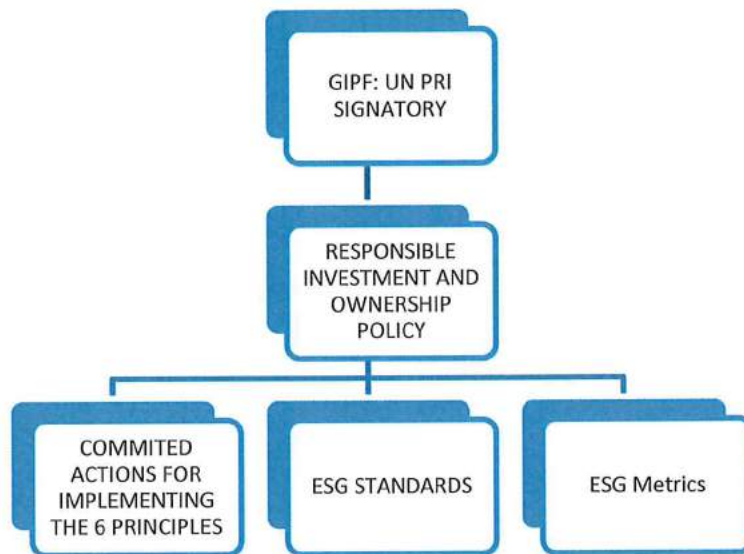 GIPF: UN PRI
SIGNATORY
RESPONSIBLE
INVESTMENT AND
OWNERSHIP
POLICY
COMMITED
ACTIONS FOR
IMPLEMENTING
THE 6 PRINCIPLES
ESG STANDARDS
ESG Metrics